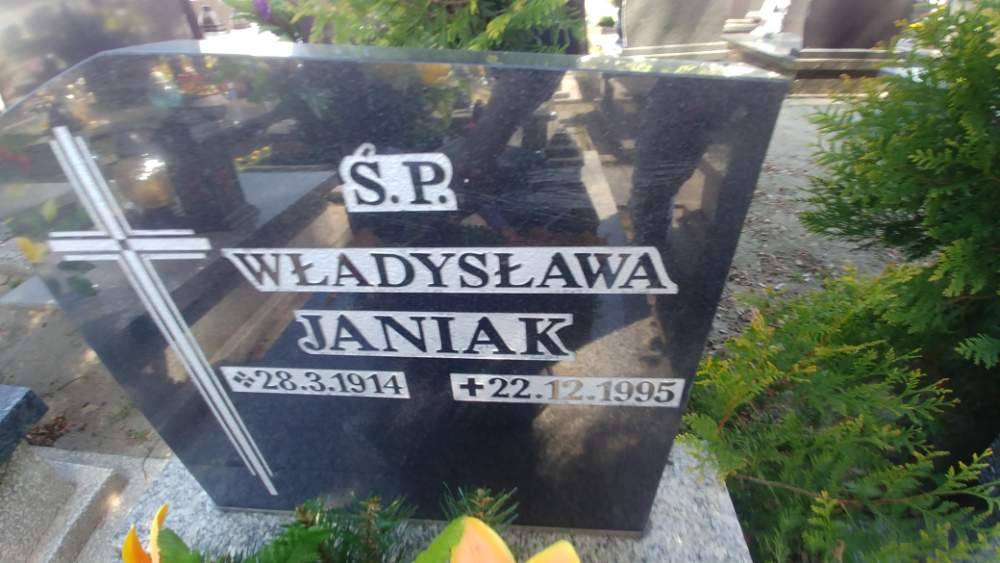 Ś.P.
WŁADYSŁAWA
JANIAK
28.3.1914 +22.12.1995